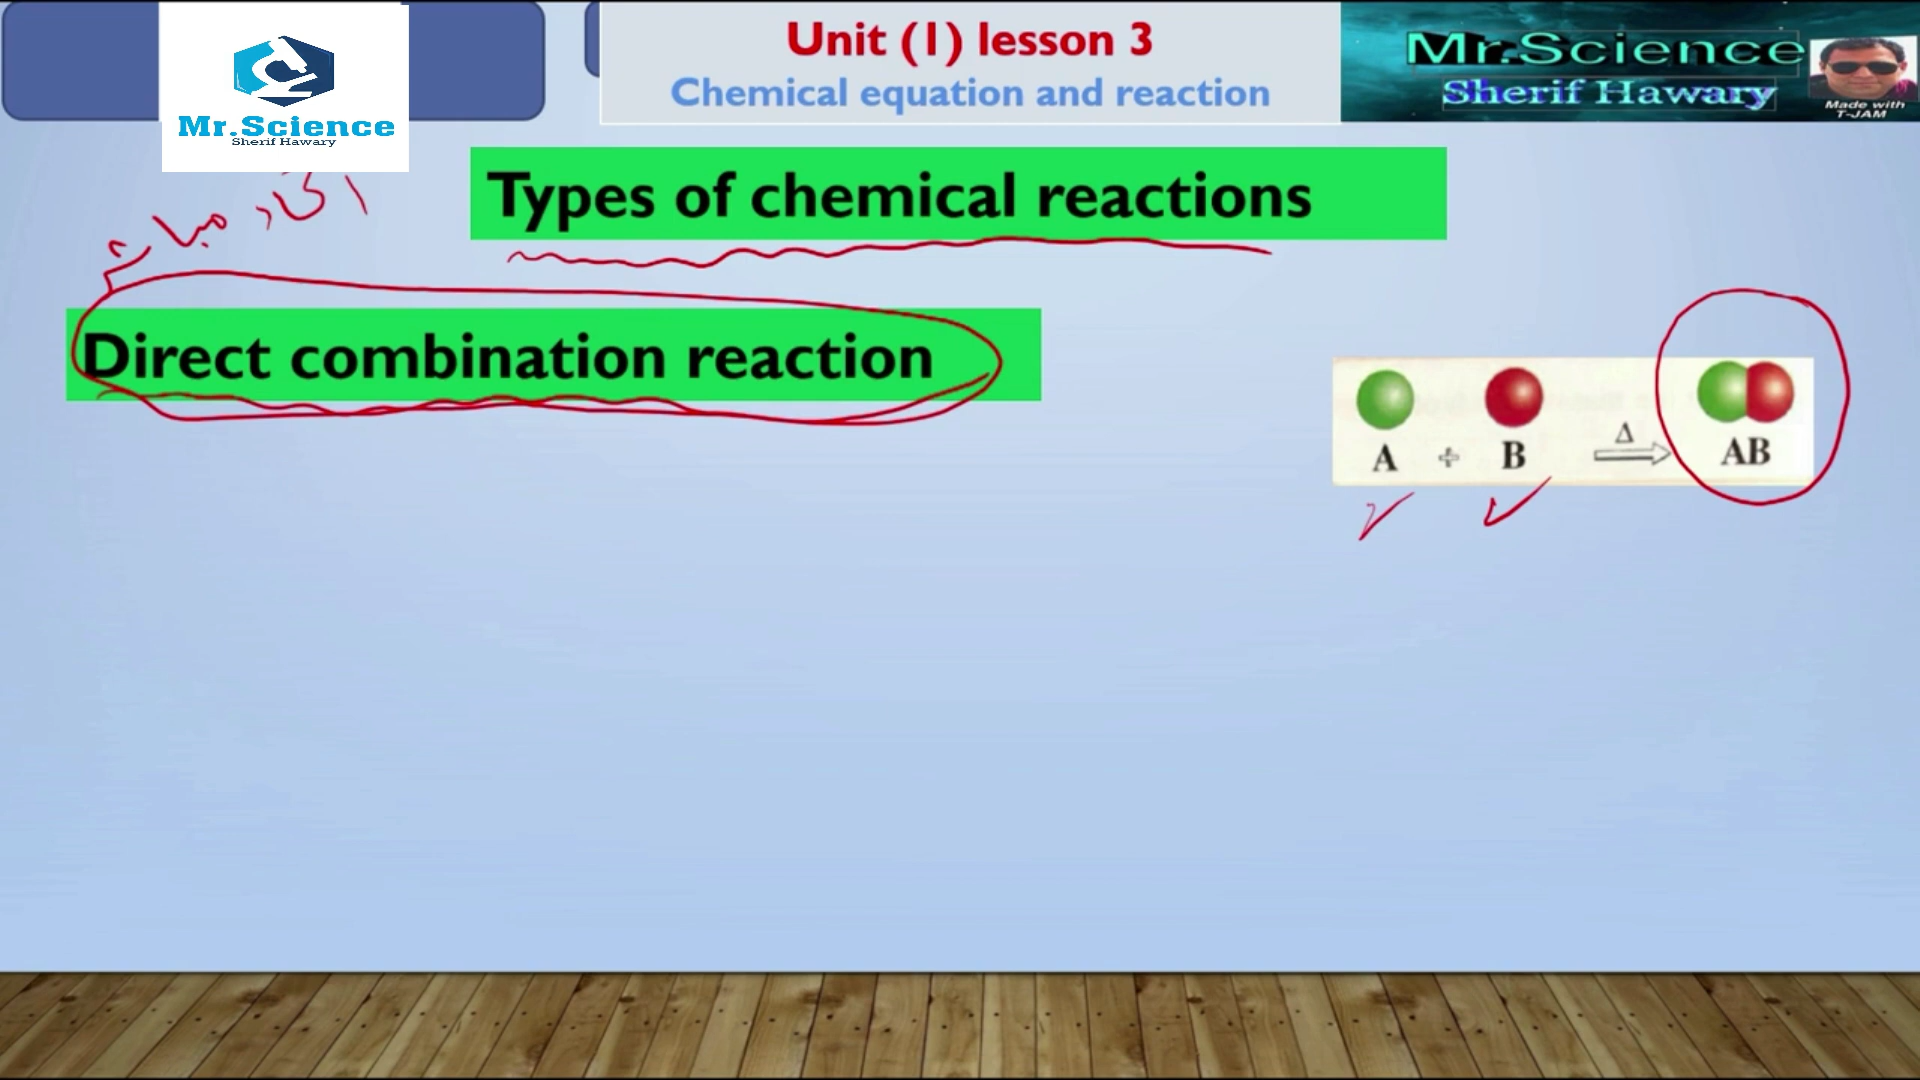 Unit (1) lesson 3
Chemical equation and reaction
Mr.Science
Sherif Hawary
Made with
T-JAM
Mr.Science
Sherif Hawary
Types of chemical reactions
اتحاد مباشر
Direct combination reaction
Δ
A + B AB